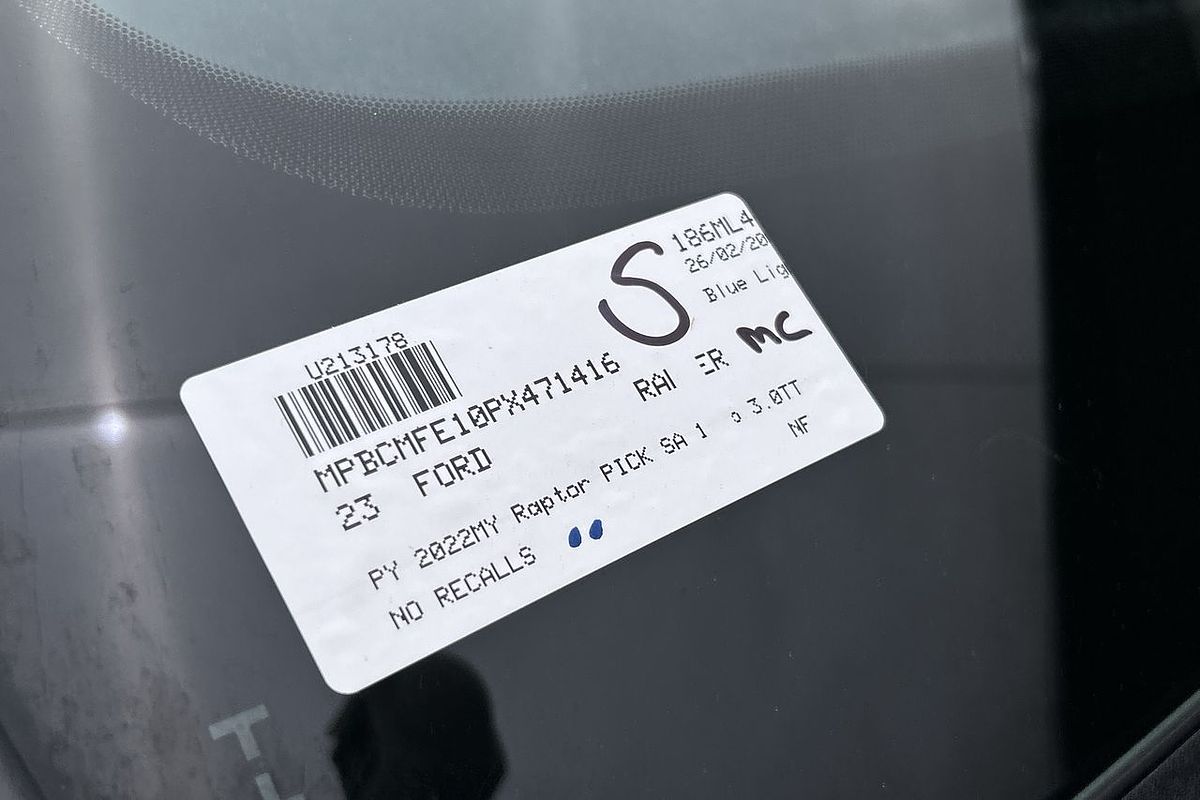 186ML4
26/02/20
Blue Lig
S
U213178
MPBCMFE10PX471416
23 FORD RAI ER MC
PY 2022MY Raptor PICK SA 1 3.0TT
NO RECALLS NF